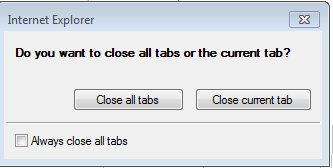 Internet Explorer
Do you want to close all tabs or the current tab?
Close all tabs
Close current tab
Always close all tabs